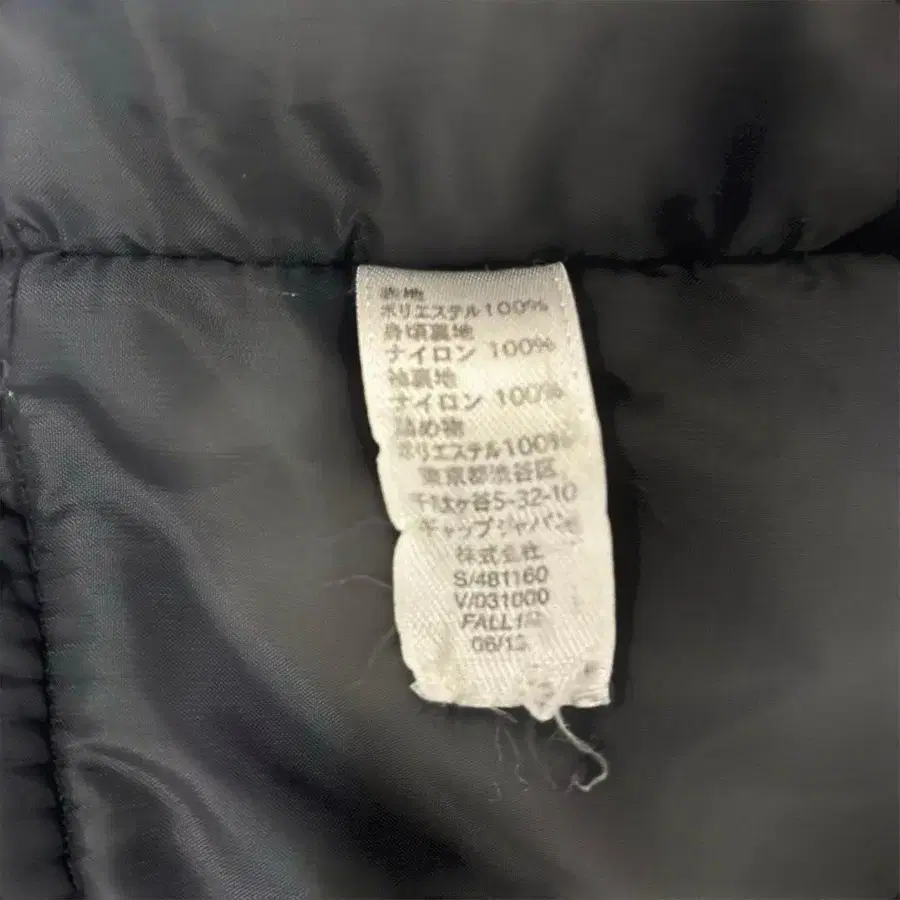 表地
ポリエステル100%
身頃裏地
ナイロン 100%
袖裏地
ナイロン 100%
詰め物
ポリエステル100%
東京都渋谷区
千駄ヶ谷5-32-10
ギャップジャパン
株式会社
S/481160
V/031000